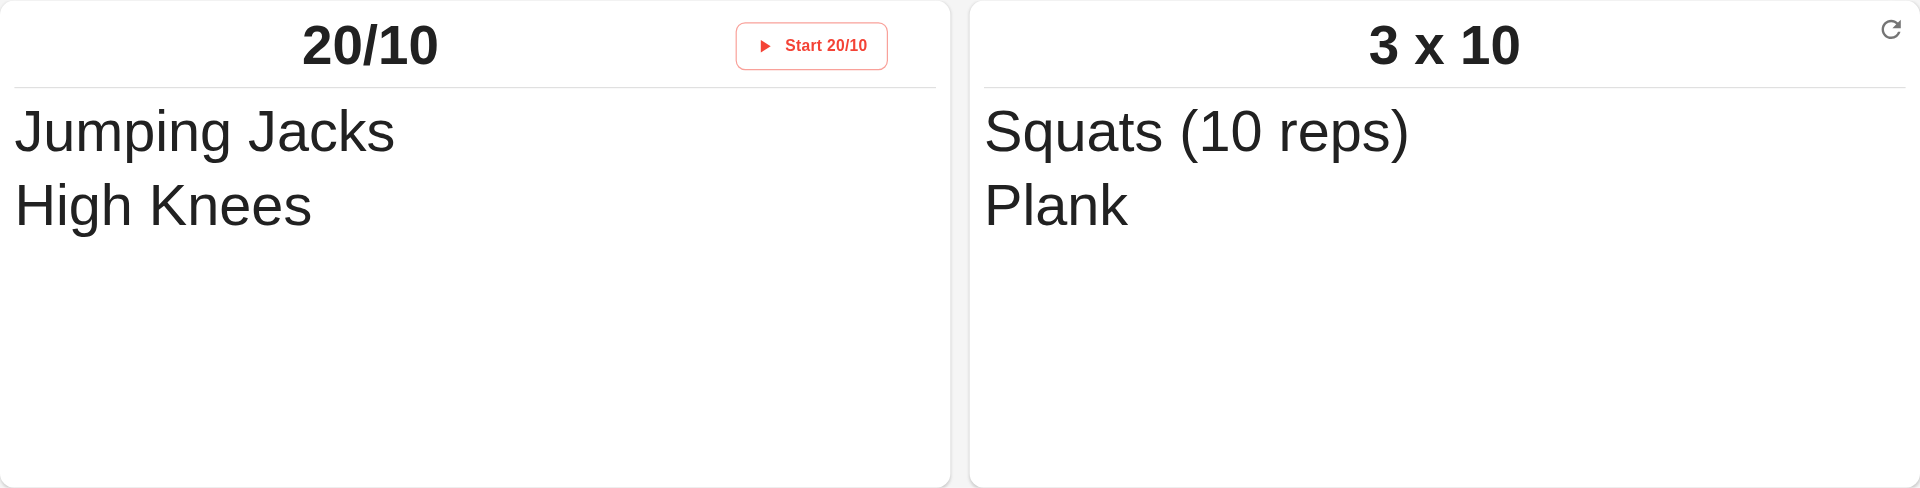 20/10
Start 20/10
Jumping Jacks
High Knees
3 x 10
Squats (10 reps)
Plank